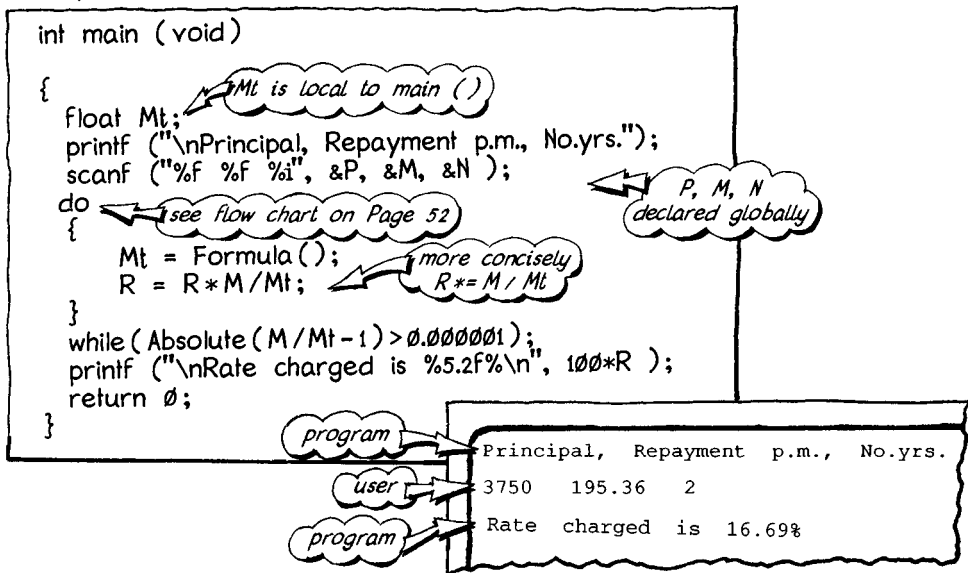 int main (void)
{
Mt is local to main ()
float Mt;
printf ("\nPrincipal, Repayment p.m., No.yrs.");
scanf ("%f %f %i", &P, &M, &N );
P, M, N
declared globally
do
see flow chart on Page 52
{
Mt = Formula();
more concisely
R = R*M/Mt;
R *= M / Mt
}
while(Absolute(M/Mt-1)>0.000001);
printf ("\nRate charged is %5.2f%\n", 100*R );
return 0;
}
program
Principal, Repayment p.m., No.yrs.
user
3750 195.36 2
program
Rate charged is 16.69%